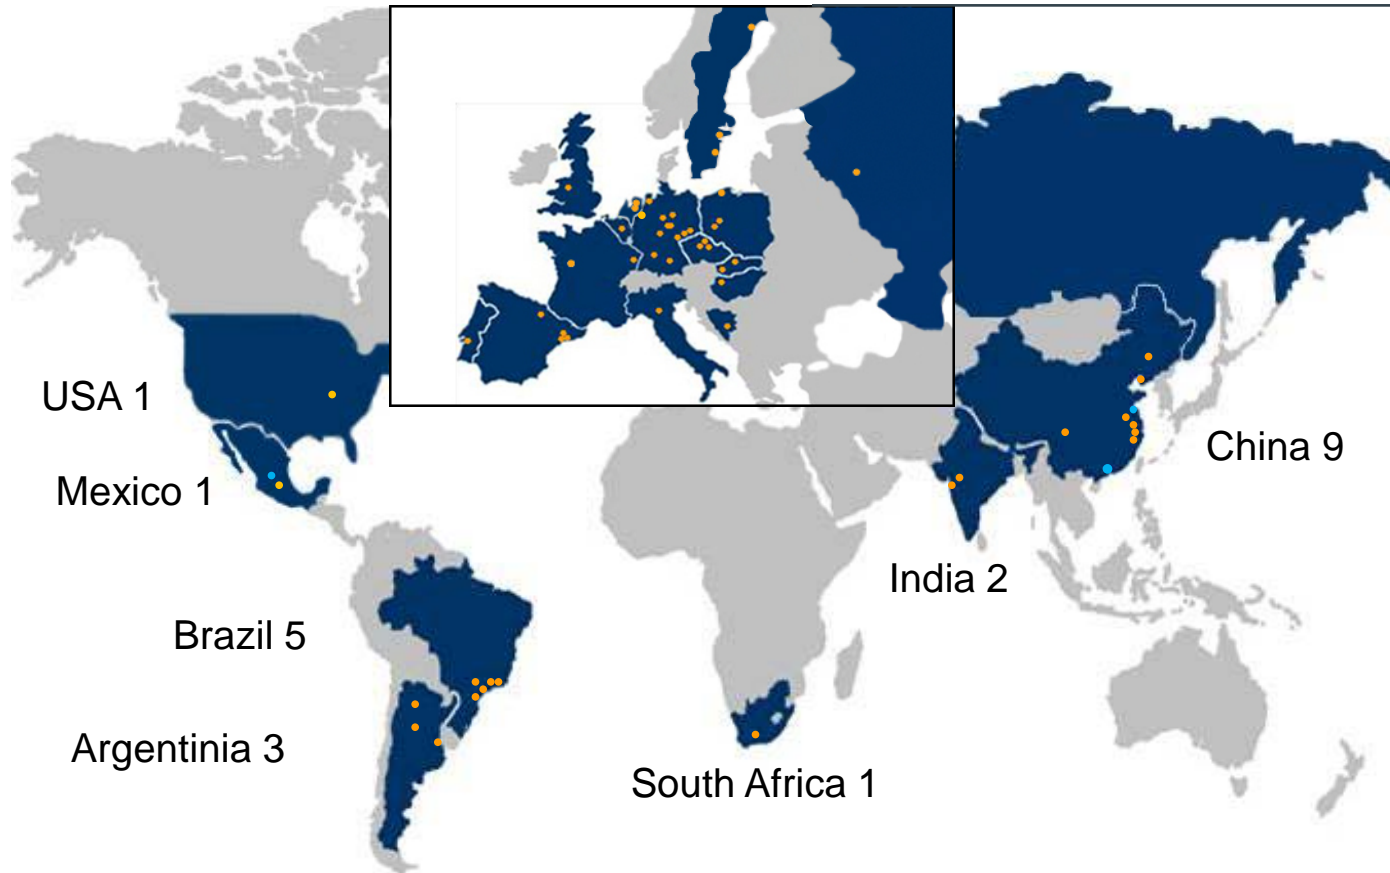 USA 1
Mexico 1
China 9
India 2
Brazil 5
Argentinia 3
South Africa 1